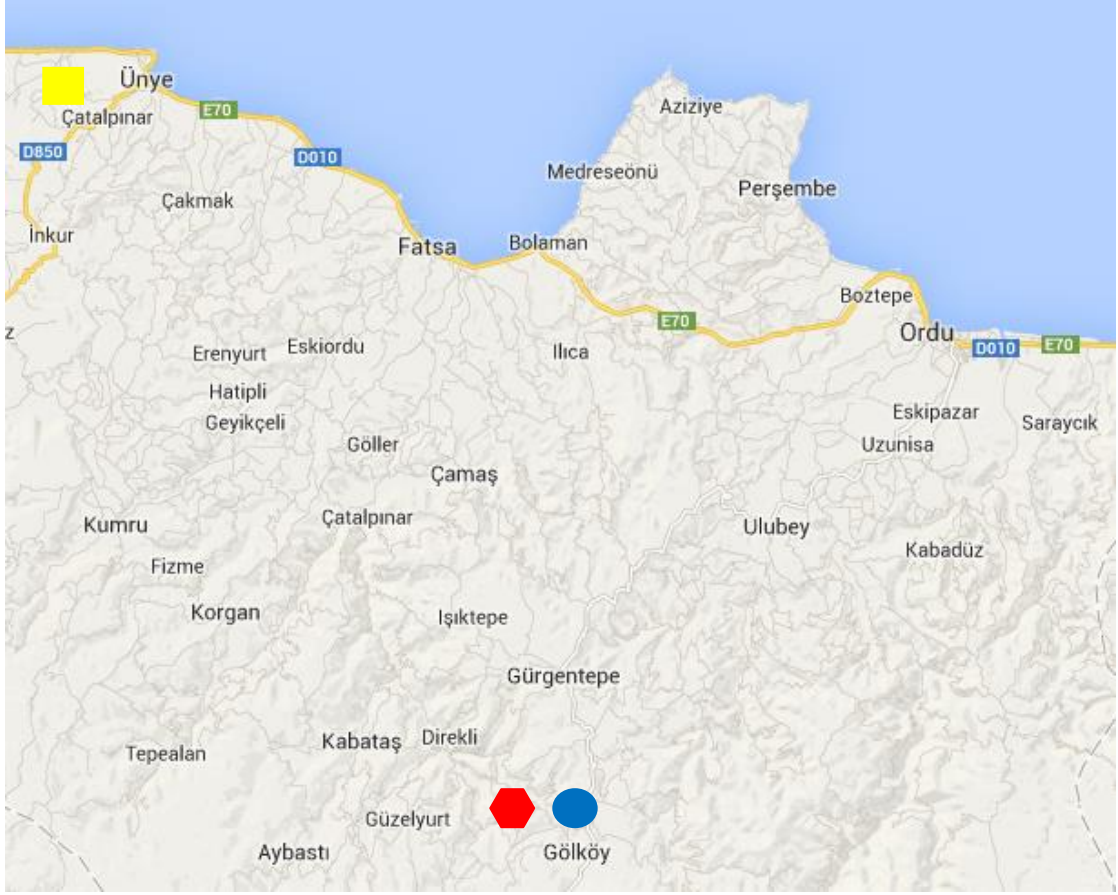 Ünye
Aziziye
E70
Çatalpınar
D850
D010
Medreseönü
Perşembe
Çakmak
İnkur
Fatsa
Bolaman
Boztepe
E70
z
Ordu
D010
E70
Erenyurt
Eskiordu
Ilıca
Hatipli
Geyikçeli
Eskipazar
Saraycık
Göller
Uzunisa
Çamaş
Kumru
Çatalpınar
Ulubey
Kabadüz
Fizme
Korgan
Işıktepe
Gürgentepe
Tepealan
Kabataş
Direkli
Güzelyurt
Aybastı
Gölköy